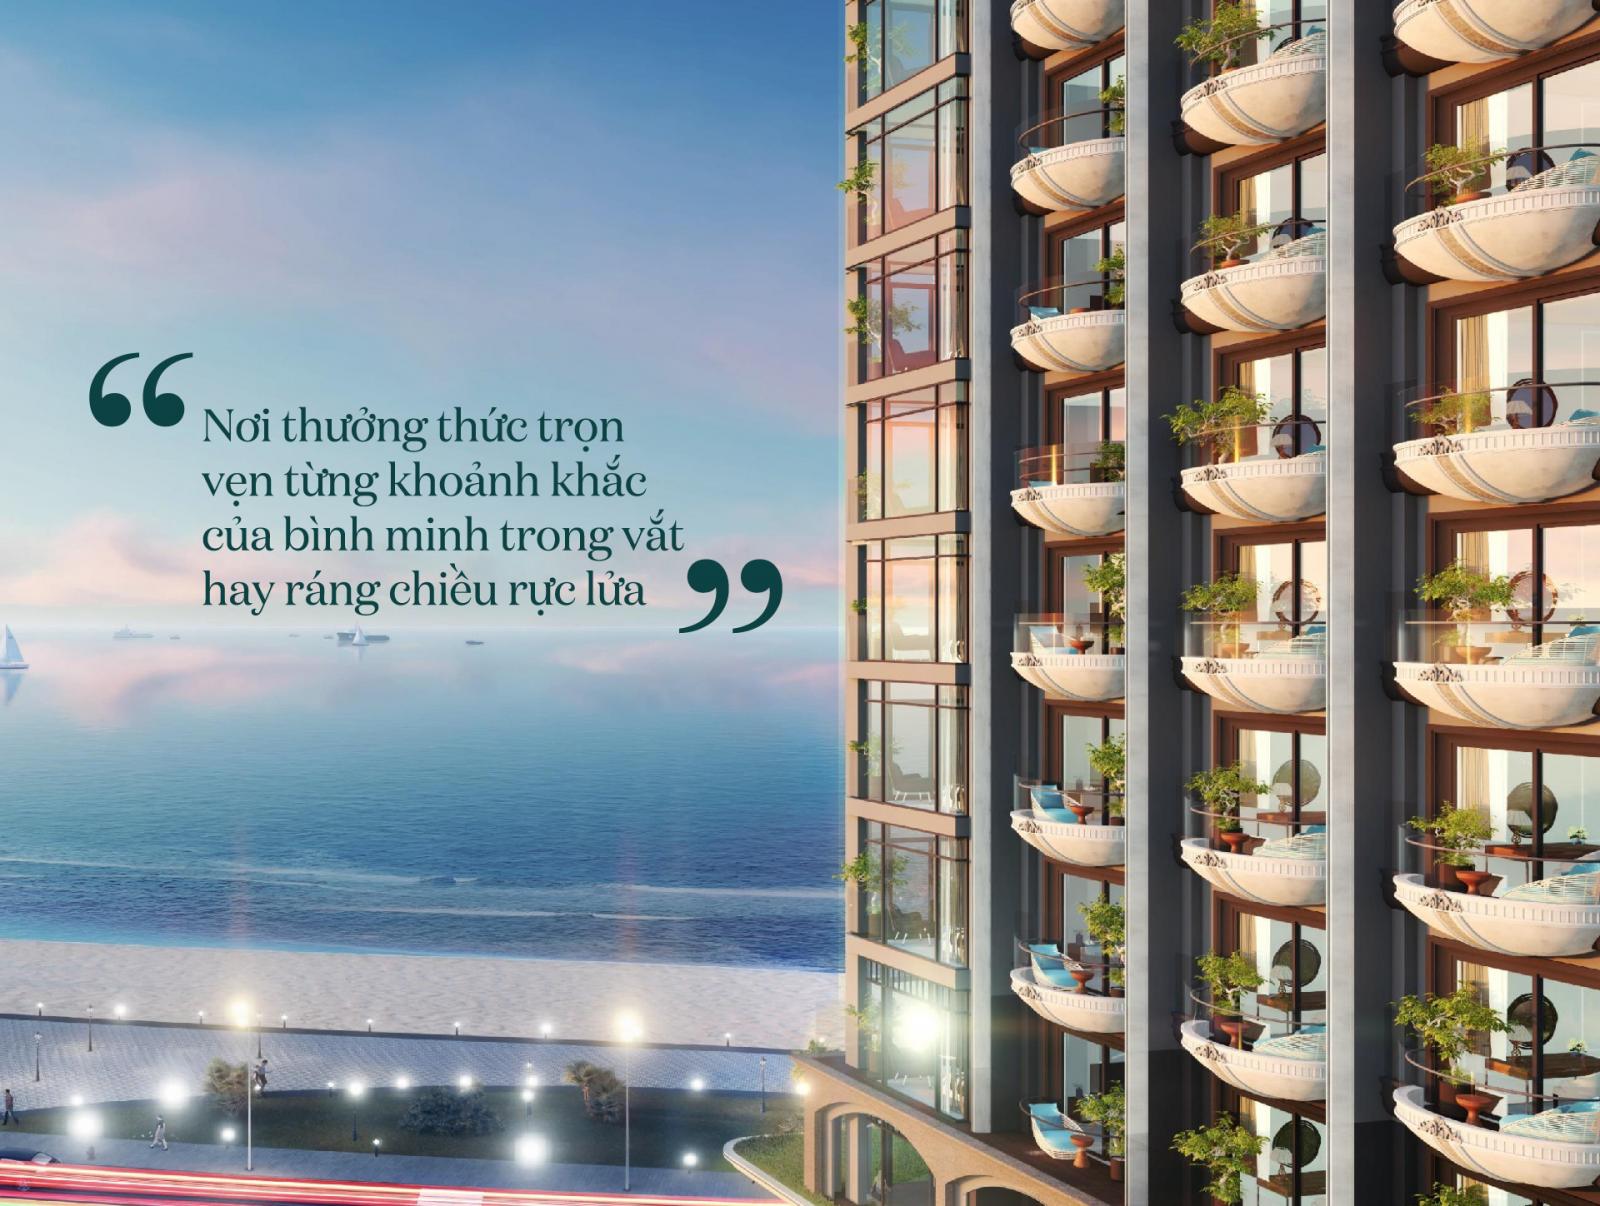 “ Nơi thưởng thức trọn
vẹn từng khoảnh khắc
của bình minh trong vắt
hay ráng chiều rực lửa ”